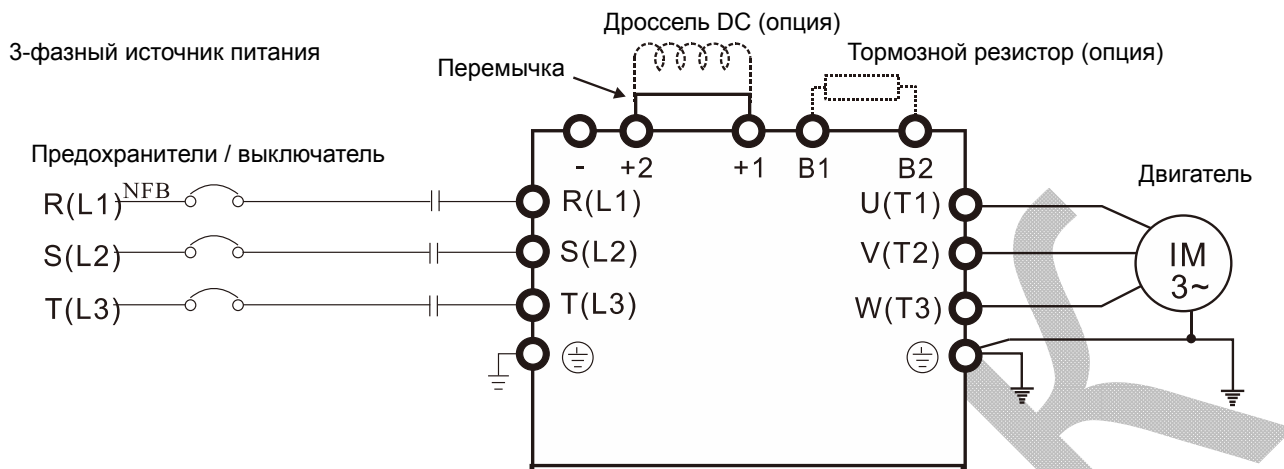 Дроссель DC (опция)
3-фазный источник питания
Тормозной резистор (опция)
Перемычка
- +2 +1 B1 B2
Предохранители / выключатель
Двигатель
R(L1) NFB R(L1) U(T1)
S(L2) S(L2) V(T2)
IM
3~
T(L3) T(L3) W(T3)